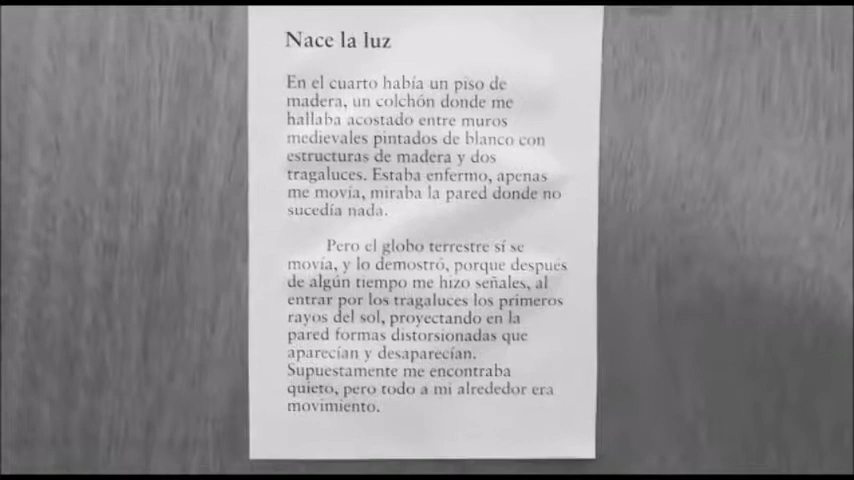 Nace la luz
En el cuarto había un piso de
madera, un colchón donde me
hallaba acostado entre muros
medievales pintados de blanco con
estructuras de madera y dos
tragaluces. Estaba enfermo, apenas
me movía, miraba la pared donde no
sucedía nada.
Pero el globo terrestre sí se
movía, y lo demostró, porque después
de algún tiempo me hizo señales, al
entrar por los tragaluces los primeros
rayos del sol, proyectando en la
pared formas distorsionadas que
aparecían y desaparecían.
Supuestamente me encontraba
quieto, pero todo a mi alrededor era
movimiento.